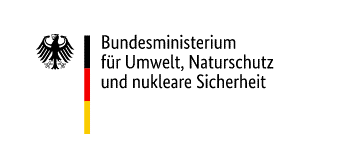 Bundesministerium
für Umwelt, Naturschutz
und nukleare Sicherheit